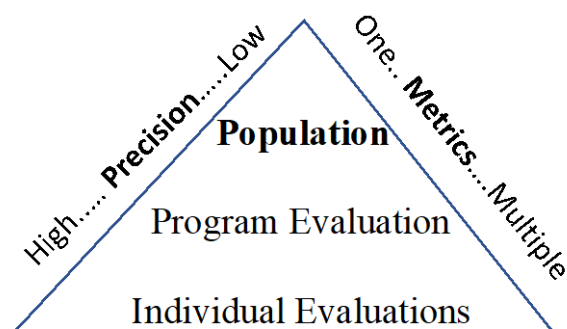 High..... Precision.....Low
One.. Metrics....Multiple
Population
Program Evaluation
Individual Evaluations